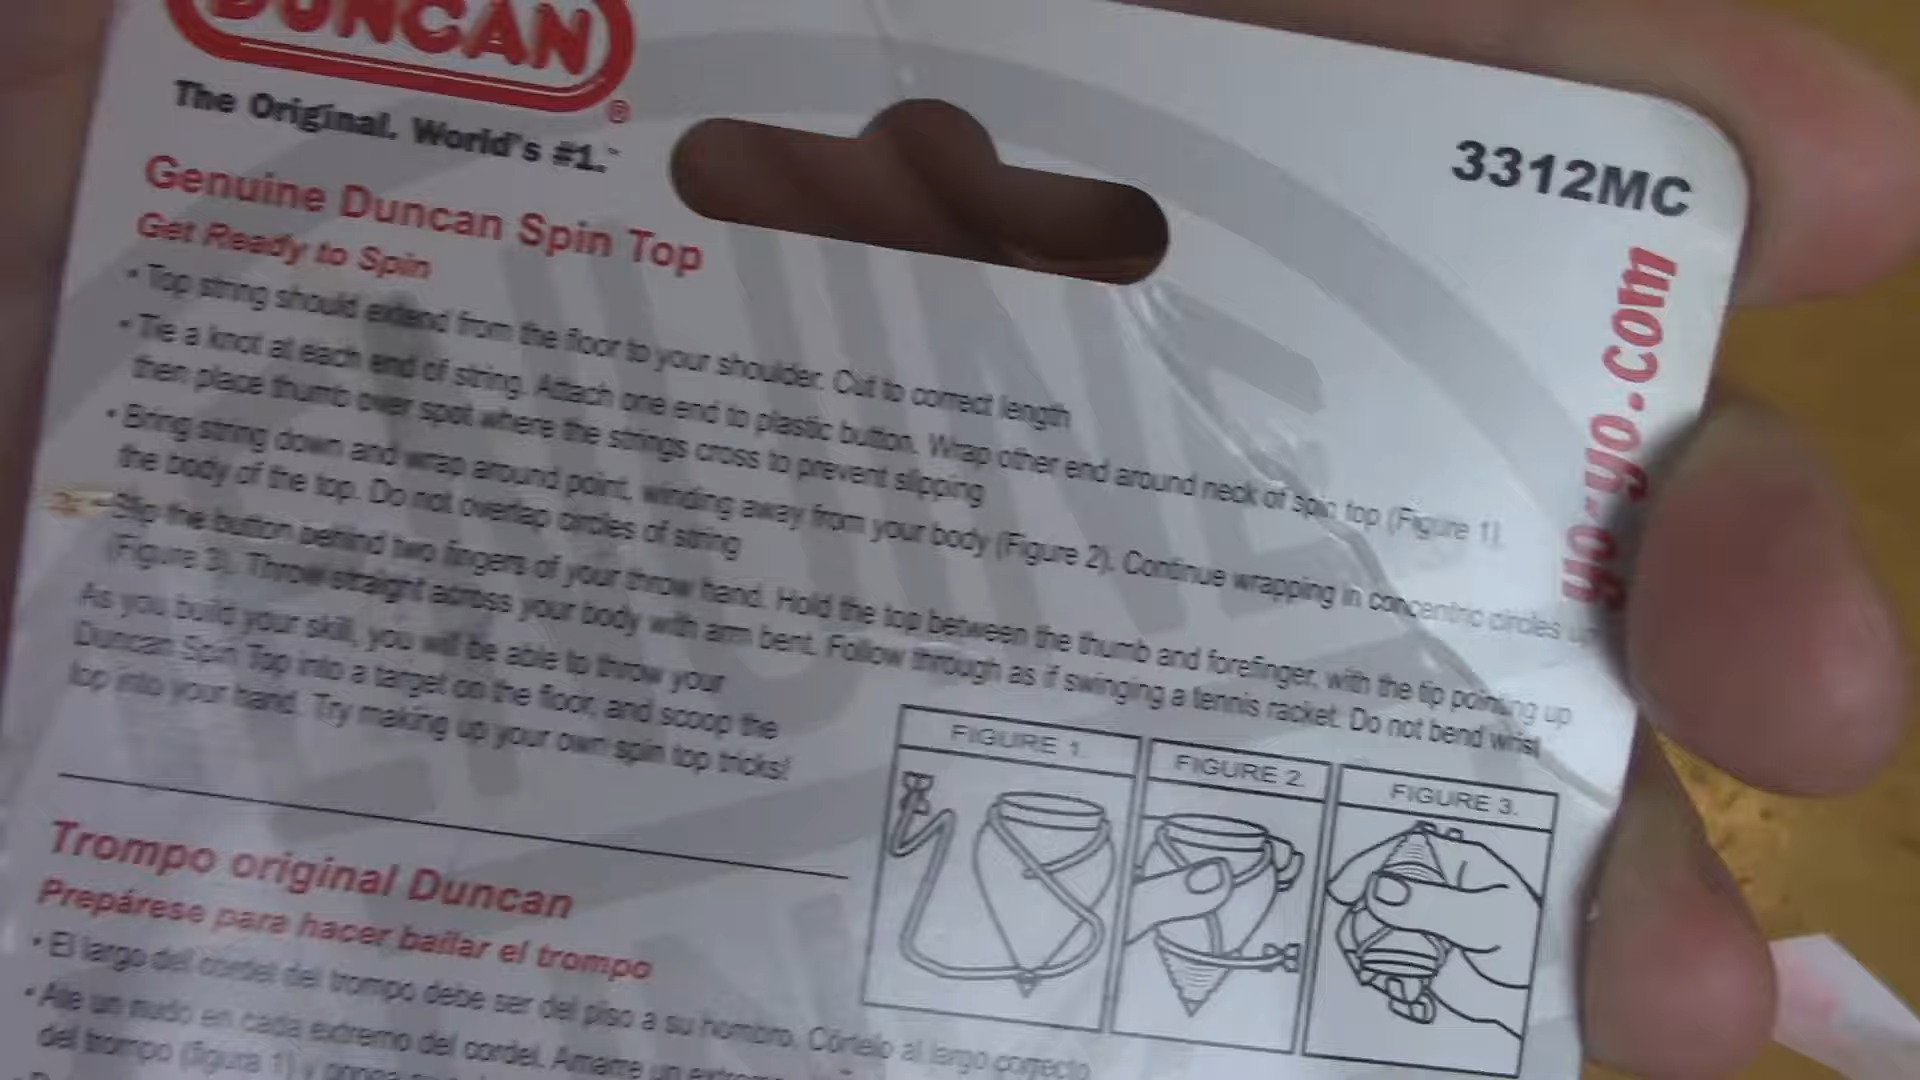 DUNCAN®
The Original. World's #1.™
3312MC
yo-yo.com
Genuine Duncan Spin Top
Get Ready to Spin
• Top string should extend from the floor to your shoulder. Cut to correct length
• Tie a knot at each end of string. Attach one end to plastic button. Wrap other end around neck of spin top (Figure 1).
then place thumb over spot where the strings cross to prevent slipping
• Bring string down and wrap around point, winding away from your body (Figure 2). Continue wrapping in concentric circles up
the body of the top. Do not overlap circles of string
Slip the button behind two fingers of your throw hand. Hold the top between the thumb and forefinger, with the tip pointing up
(Figure 3). Throw straight across your body with arm bent. Follow through as if swinging a tennis racket. Do not bend wrist
As you build your skill, you will be able to throw your
Duncan Spin Top into a target on the floor, and scoop the
top into your hand. Try making up your own spin top tricks!
FIGURE 1.
FIGURE 2.
FIGURE 3.
Trompo original Duncan
Prepárese para hacer bailar el trompo
• El largo del cordel del trompo debe ser del piso a su hombro. Córtelo al largo correcto
• Ate un nudo en cada extremo del cordel. Amarre un extremo
del trompo (figura 1) y ponga